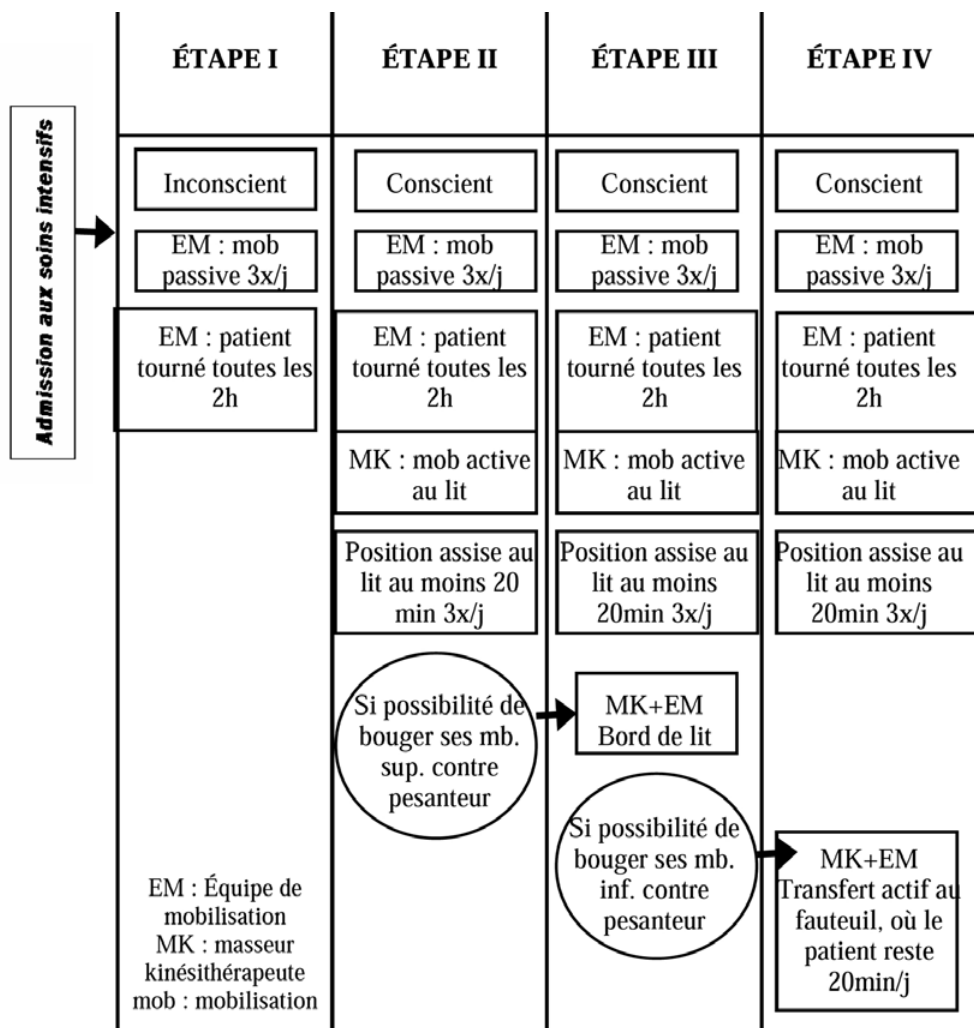 Admission aux soins intensifs
ÉTAPE I
Inconscient
EM : mob
passive 3x/j
EM : patient
tourné toutes les
2h
EM : Équipe de
mobilisation
MK : masseur
kinésithérapeute
mob : mobilisation
ÉTAPE II
Conscient
EM : mob
passive 3x/j
EM : patient
tourné toutes les
2h
MK : mob active
au lit
Position assise au
lit au moins 20
min 3x/j
Si possibilité de
bouger ses mb.
sup. contre
pesanteur
ÉTAPE III
Conscient
EM : mob
passive 3x/j
EM : patient
tourné toutes les
2h
MK : mob active
au lit
Position assise au
lit au moins
20min 3x/j
MK+EM
Bord de lit
Si possibilité de
bouger ses mb.
inf. contre
pesanteur
ÉTAPE IV
Conscient
EM : mob
passive 3x/j
EM : patient
tourné toutes les
2h
MK : mob active
au lit
Position assise au
lit au moins
20min 3x/j
MK+EM
Transfert actif au
fauteuil, où le
patient reste
20min/j